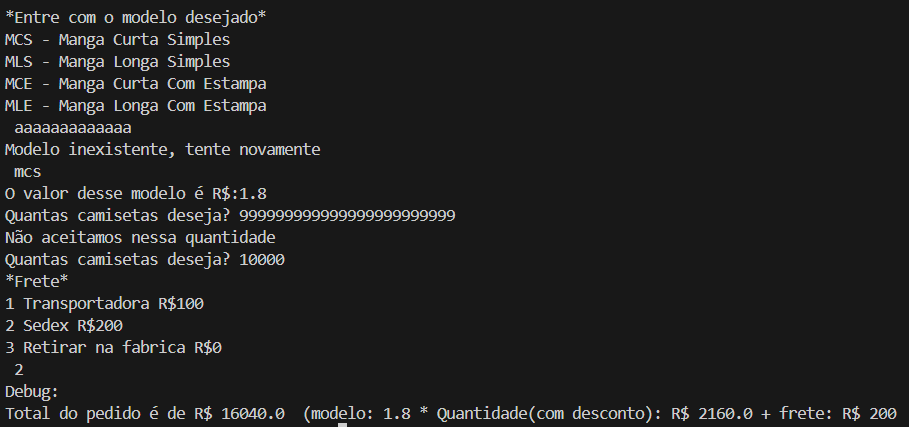 *Entre com o modelo desejado*
MCS - Manga Curta Simples
MLS - Manga Longa Simples
MCE - Manga Curta Com Estampa
MLE - Manga Longa Com Estampa
aaaaaaaaaaaaa
Modelo inexistente, tente novamente
mcs
O valor desse modelo é R$:1.8
Quantas camisetas deseja? 999999999999999999999999
Não aceitamos nessa quantidade
Quantas camisetas deseja? 10000
*Frete*
1 Transportadora R$100
2 Sedex R$200
3 Retirar na fabrica R$0
2
Debug:
Total do pedido é de R$ 16040.0  (modelo: 1.8 * Quantidade(com desconto): R$ 2160.0 + frete: R$ 200